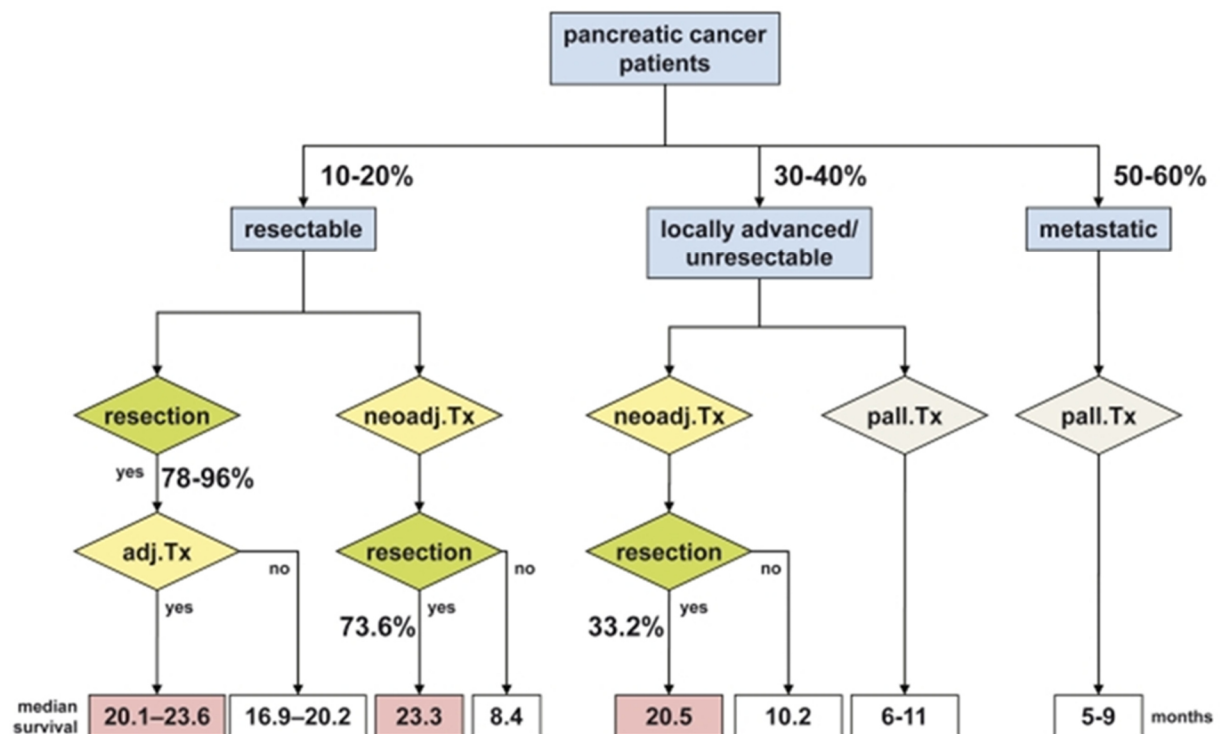 pancreatic cancer
patients
10-20%
30-40%
50-60%
resectable
locally advanced/
unresectable
metastatic
resection
neoadj.Tx
neoadj.Tx
pall.Tx
pall.Tx
yes 78-96%
adj.Tx
resection
resection
no
no
no
yes
yes
yes
73.6%
33.2%
median
survival
20.1–23.6
16.9–20.2
23.3
8.4
20.5
10.2
6-11
5-9
months